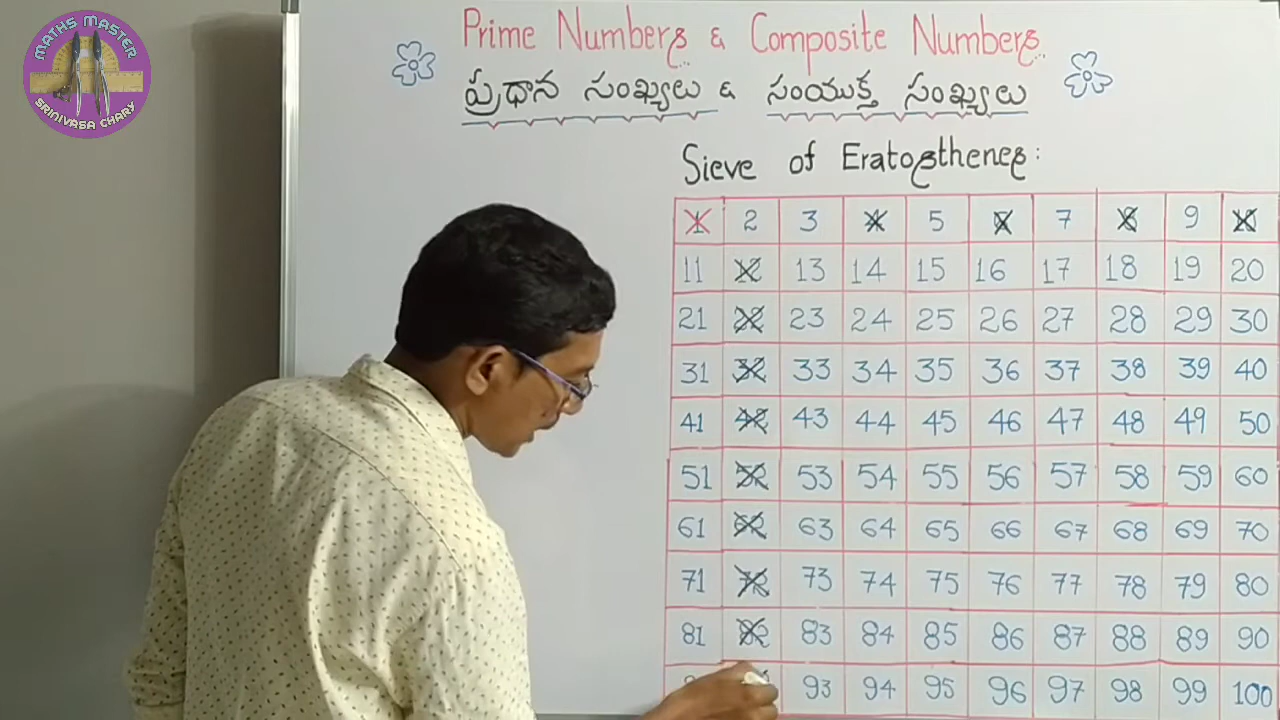 MATHS MASTER
SRINIVASA CHARY
Prime Numbers & Composite Numbers
ప్రధాన సంఖ్యలు & సంయుక్త సంఖ్యలు
Sieve of Eratosthenes:
1 2 3 4 5 6 7 8 9 10
11 12 13 14 15 16 17 18 19 20
21 22 23 24 25 26 27 28 29 30
31 32 33 34 35 36 37 38 39 40
41 42 43 44 45 46 47 48 49 50
51 52 53 54 55 56 57 58 59 60
61 62 63 64 65 66 67 68 69 70
71 72 73 74 75 76 77 78 79 80
81 82 83 84 85 86 87 88 89 90
93 94 95 96 97 98 99 100